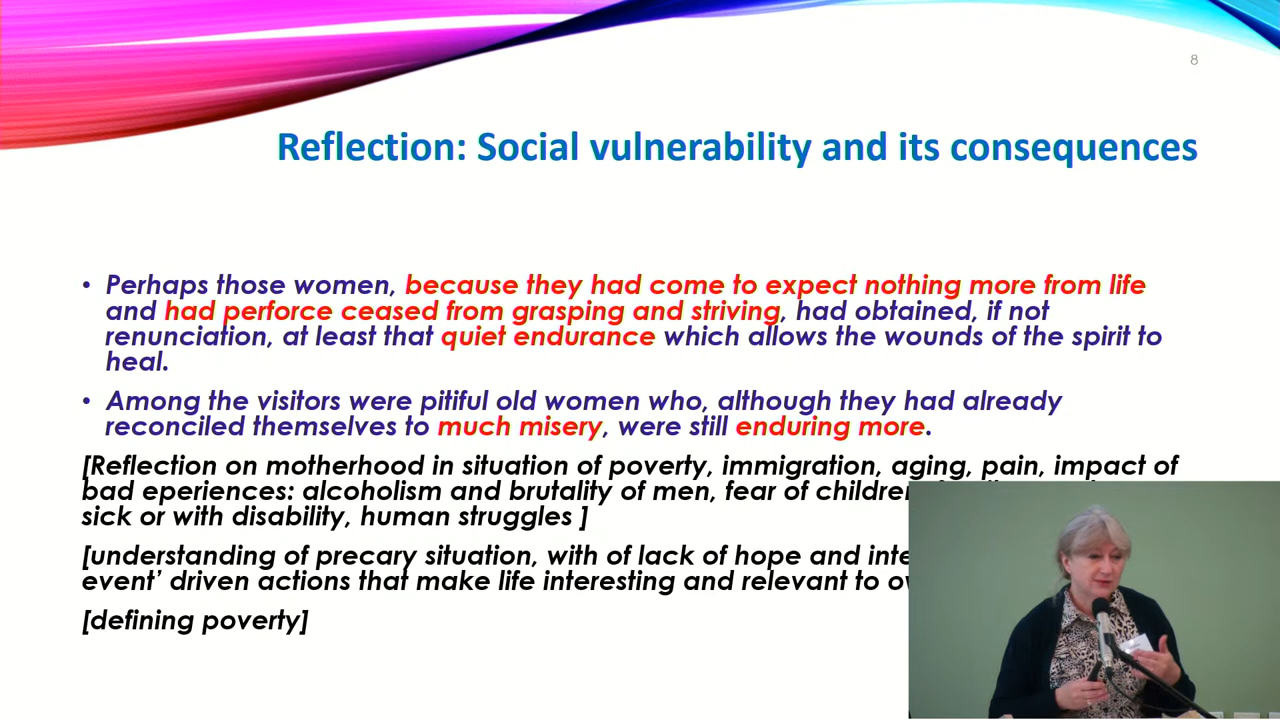 8
Reflection: Social vulnerability and its consequences
• Perhaps those women, because they had come to expect nothing more from life
and had perforce ceased from grasping and striving, had obtained, if not
renunciation, at least that quiet endurance which allows the wounds of the spirit to
heal.
• Among the visitors were pitiful old women who, although they had already
reconciled themselves to much misery, were still enduring more.
[Reflection on motherhood in situation of poverty, immigration, aging, pain, impact of
bad eperiences: alcoholism and brutality of men, fear of children
sick or with disability, human struggles ]
[understanding of precary situation, with of lack of hope and
event’ driven actions that make life interesting and relevant to
[defining poverty]